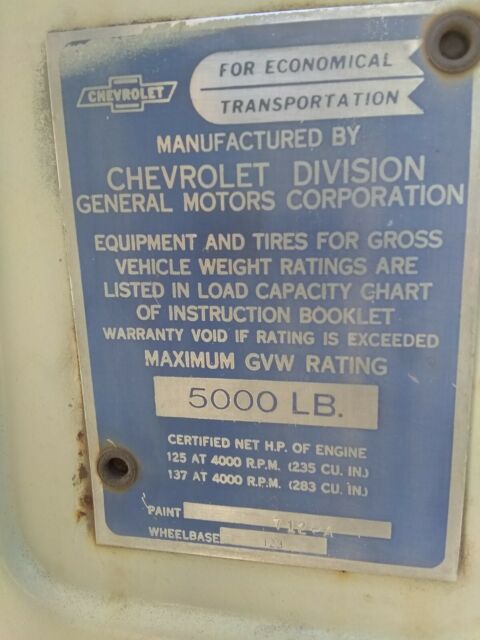 CHEVROLET
FOR ECONOMICAL
TRANSPORTATION
MANUFACTURED BY
CHEVROLET DIVISION
GENERAL MOTORS CORPORATION
EQUIPMENT AND TIRES FOR GROSS
VEHICLE WEIGHT RATINGS ARE
LISTED IN LOAD CAPACITY CHART
OF INSTRUCTION BOOKLET
WARRANTY VOID IF RATING IS EXCEEDED
MAXIMUM GVW RATING
5000 LB.
CERTIFIED NET H.P. OF ENGINE
125 AT 4000 R.P.M. (235 CU. IN.)
137 AT 4000 R.P.M. (283 CU. IN.)
PAINT
WHEELBASE